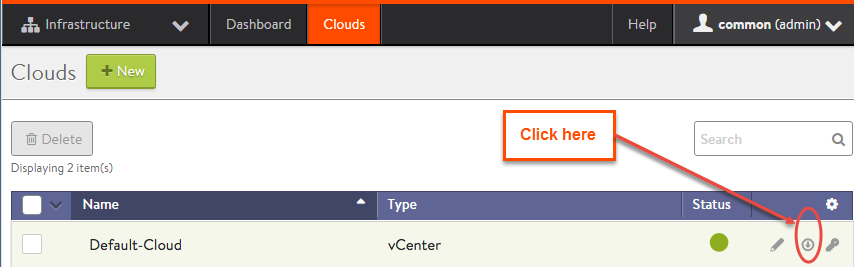 Infrastructure Dashboard Clouds Help common (admin)
Clouds + New
Click here
Delete Search
Displaying 2 item(s)
Name Type Status
Default-Cloud vCenter